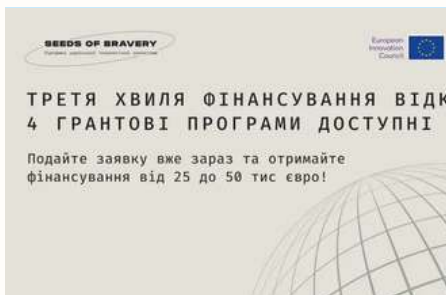 SEEDS OF BRAVERY
European
Innovation
Council
ТРЕТЯ ХВИЛЯ ФІНАНСУВАННЯ ВІДК
4 ГРАНТОВІ ПРОГРАМИ ДОСТУПНІ
Подайте заявку вже зараз та отримайте
фінансування від 25 до 50 тис євро!